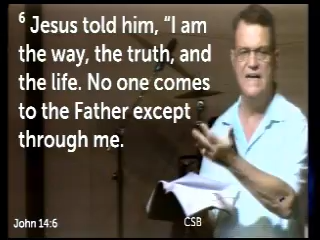 6 Jesus told him, “I am
the way, the truth, and
the life. No one comes
to the Father except
through me.
John 14:6
CSB